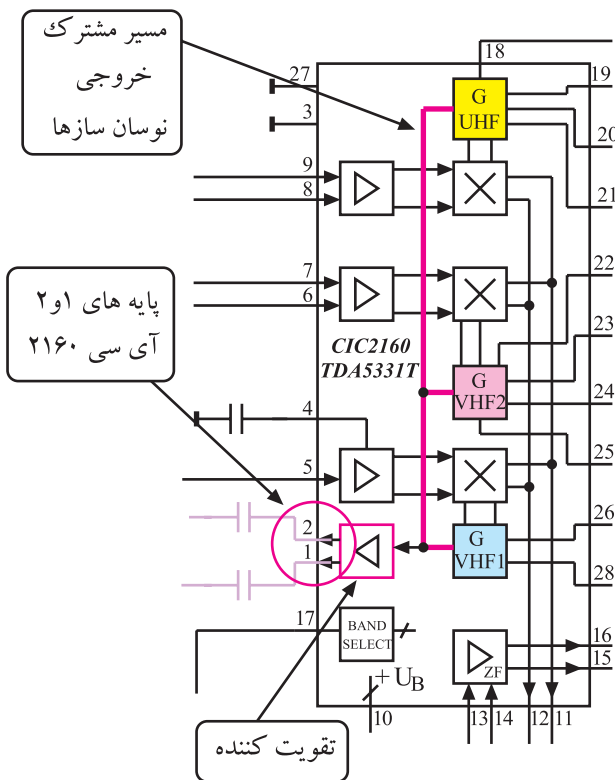 مسیر مشترك
خروجی
نوسان سازها
18
27
19
G
UHF
3
20
9
8
21
22
7
6
پایه های ۱و۲
آی سی ۲۱۶۰
23
CIC2160
TDA5331T
G
VHF2
24
4
25
5
26
2
G
VHF1
1
28
17
BAND
SELECT
16
15
ZF
+U_B
10
13
14
12
11
تقویت کننده